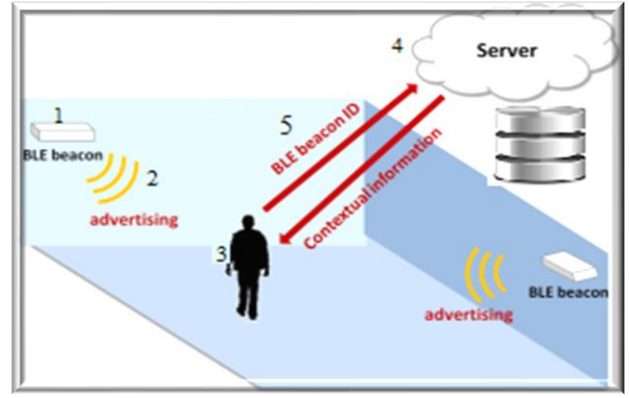 4
Server
1
BLE beacon
5
BLE beacon ID
Contextual information
2
advertising
3
BLE beacon
advertising